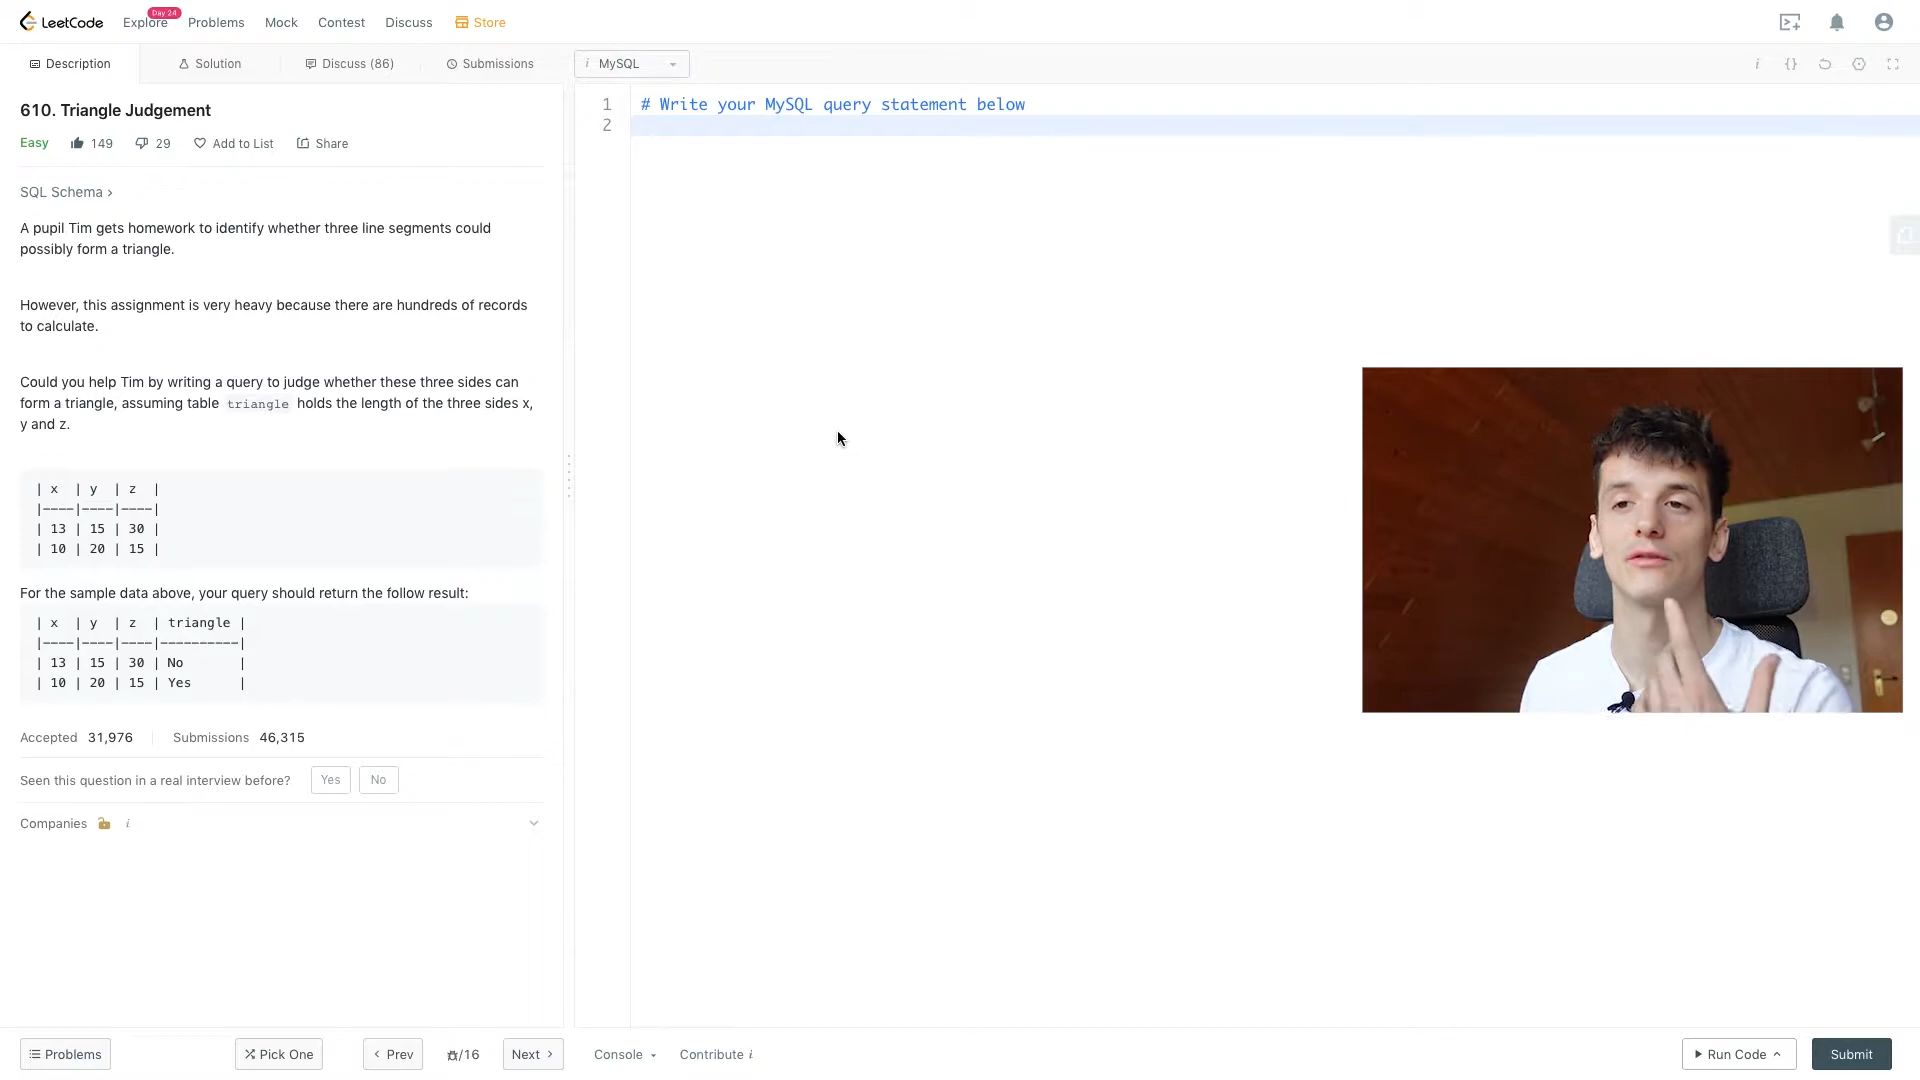 LeetCode
Explore
Day 24
Problems
Mock
Contest
Discuss
Store
Description
Solution
Discuss (86)
Submissions
i MySQL
i {}
610. Triangle Judgement
Easy 149 29 Add to List Share
SQL Schema >
A pupil Tim gets homework to identify whether three line segments could
possibly form a triangle.
However, this assignment is very heavy because there are hundreds of records
to calculate.
Could you help Tim by writing a query to judge whether these three sides can
form a triangle, assuming table triangle holds the length of the three sides x,
y and z.
| x | y | z |
|----|----|----|
| 13 | 15 | 30 |
| 10 | 20 | 15 |
For the sample data above, your query should return the follow result:
| x | y | z | triangle |
|----|----|----|----------|
| 13 | 15 | 30 | No |
| 10 | 20 | 15 | Yes |
Accepted 31,976 Submissions 46,315
Seen this question in a real interview before? Yes No
Companies i
1 # Write your MySQL query statement below
2
Problems
Pick One
< Prev
/16
Next >
Console
Contribute i
Run Code
Submit